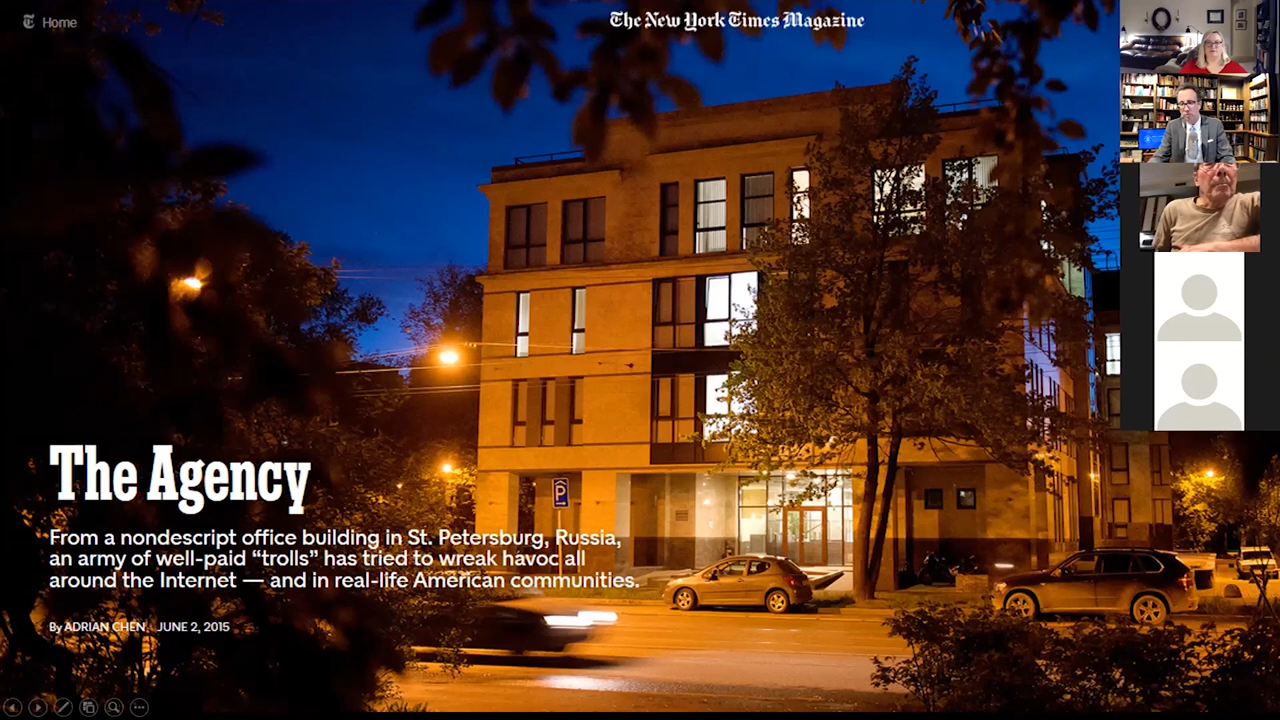 Home
The New York Times Magazine
P
The Agency
From a nondescript office building in St. Petersburg, Russia,
an army of well-paid “trolls” has tried to wreak havoc all
around the Internet — and in real-life American communities.
By ADRIAN CHEN JUNE 2, 2015